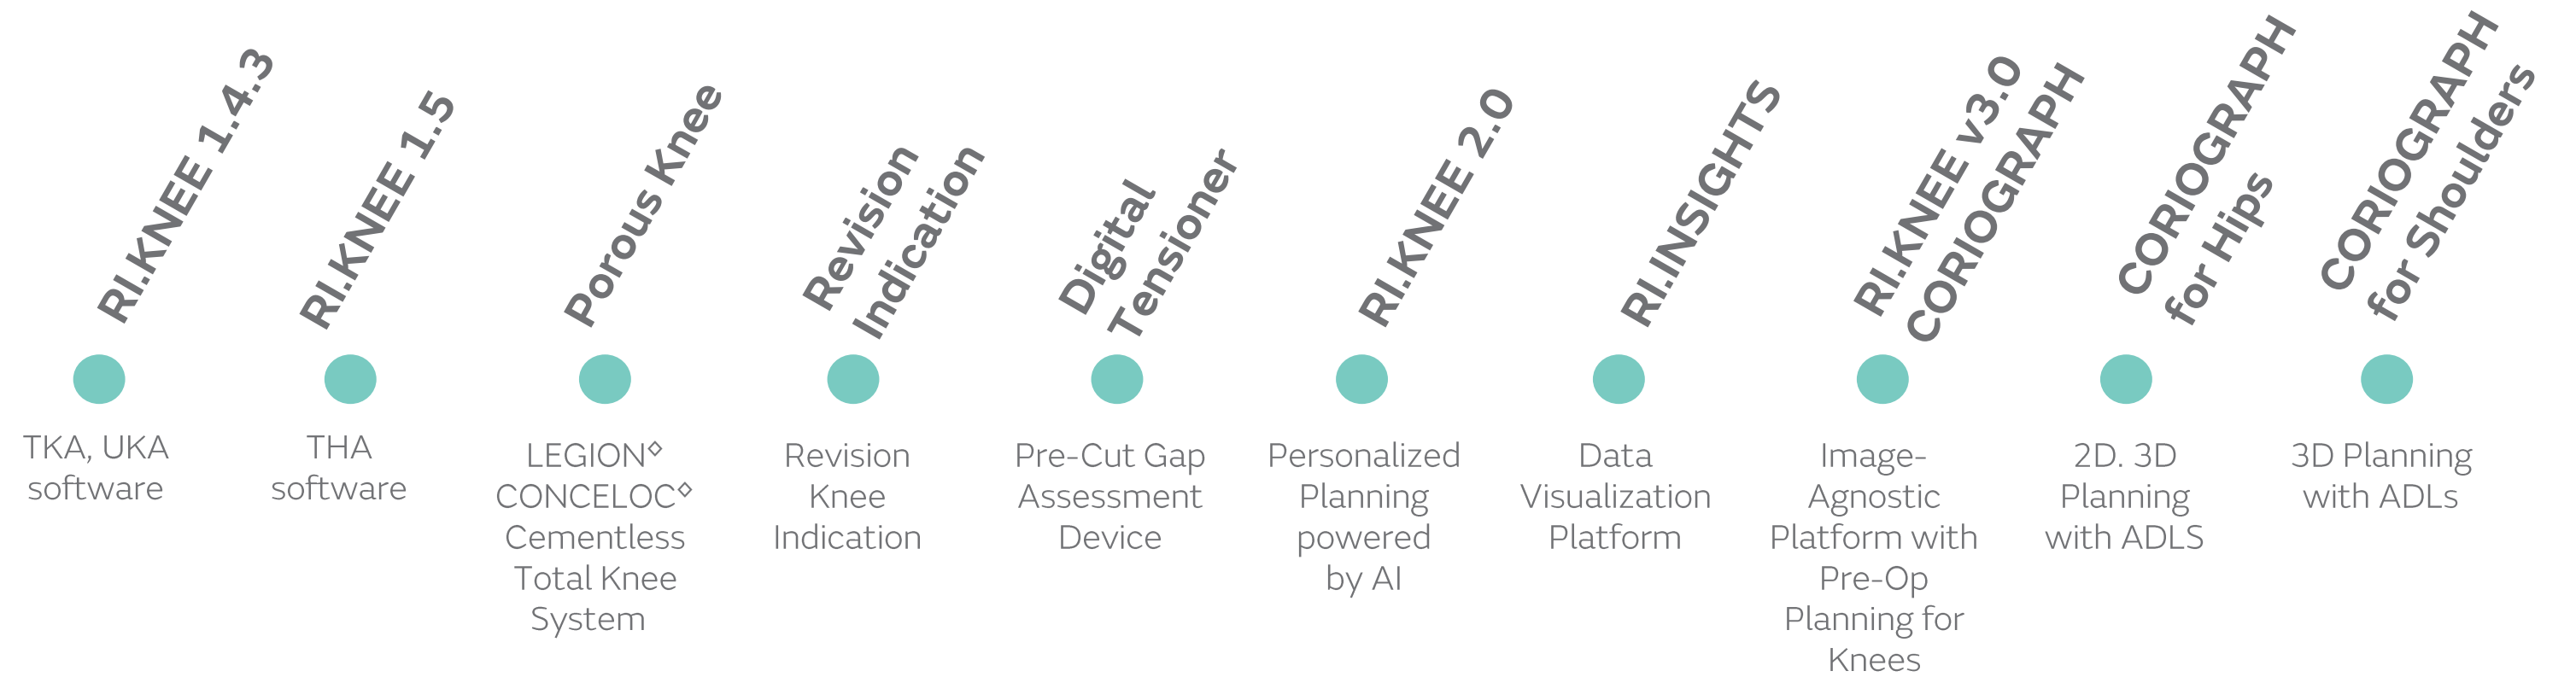 RI.KNEE 1.4.3
TKA, UKA
software
RI.KNEE 1.5
THA
software
Porous Knee
LEGION◊
CONCELOC◊
Cementless
Total Knee
System
Revision
Indication
Revision
Knee
Indication
Digital
Tensioner
Pre-Cut Gap
Assessment
Device
RI.KNEE 2.0
Personalized
Planning
powered
by AI
RI.INSIGHTS
Data
Visualization
Platform
RI.KNEE v3.0
CORIOGRAPH
Image-
Agnostic
Platform with
Pre-Op
Planning for
Knees
CORIOGRAPH
for Hips
2D. 3D
Planning
with ADLS
CORIOGRAPH
for Shoulders
3D Planning
with ADLs